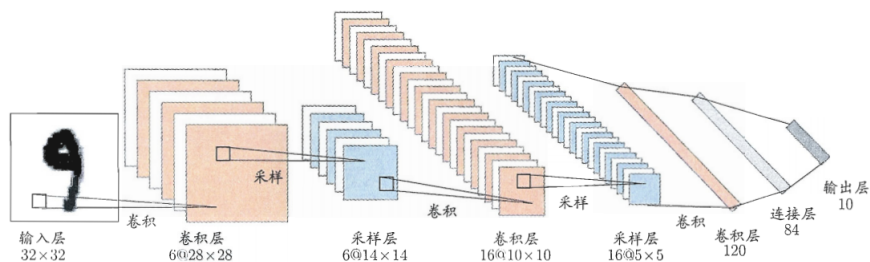 采样
卷积
卷积
采样
卷积
输入层
32×32
卷积层
6@28×28
采样层
6@14×14
卷积层
16@10×10
采样层
16@5×5
卷积层
120
连接层
84
输出层
10